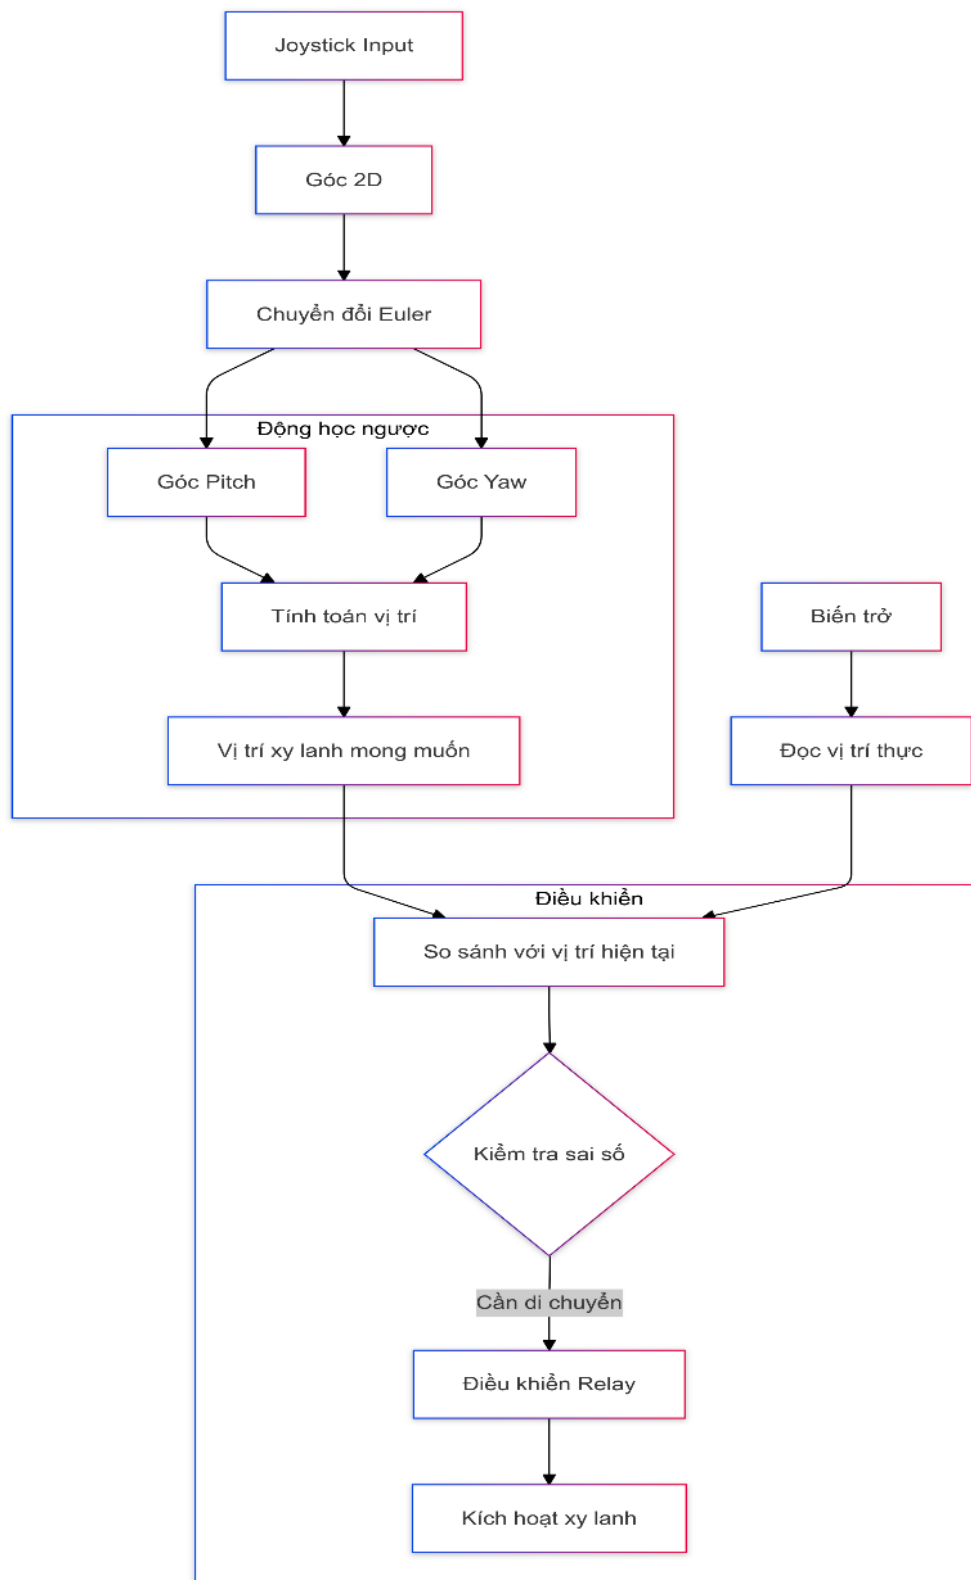 Joystick Input
Góc 2D
Chuyển đổi Euler
Động học ngược
Góc Pitch
Góc Yaw
Tính toán vị trí
Biến trở
Vị trí xy lanh mong muốn
Đọc vị trí thực
Điều khiển
So sánh với vị trí hiện tại
Kiểm tra sai số
Cần di chuyển
Điều khiển Relay
Kích hoạt xy lanh